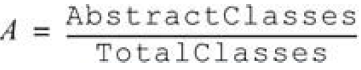 A = AbstractClasses
TotalClasses